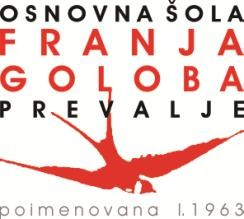 OSNOVNA ŠOLA
FRANJA
GOLOBA
PREVALJE
poimenovana l.1963